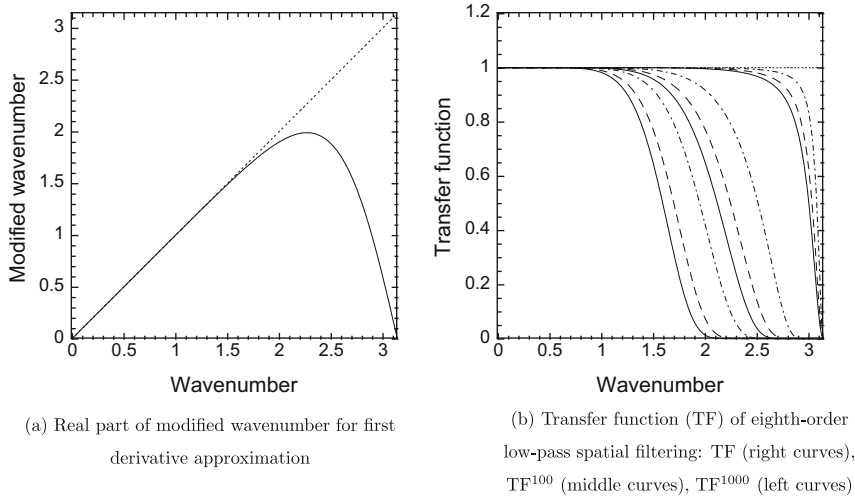 Modified wavenumber
3
2.5
2
1.5
1
0.5
0
0 0.5 1 1.5 2 2.5 3
Wavenumber
(a) Real part of modified wavenumber for first
derivative approximation
Transfer function
1.2
1
0.8
0.6
0.4
0.2
0
0 0.5 1 1.5 2 2.5 3
Wavenumber
(b) Transfer function (TF) of eighth-order
low-pass spatial filtering: TF (right curves),
TF¹⁰⁰ (middle curves), TF¹⁰⁰⁰ (left curves)